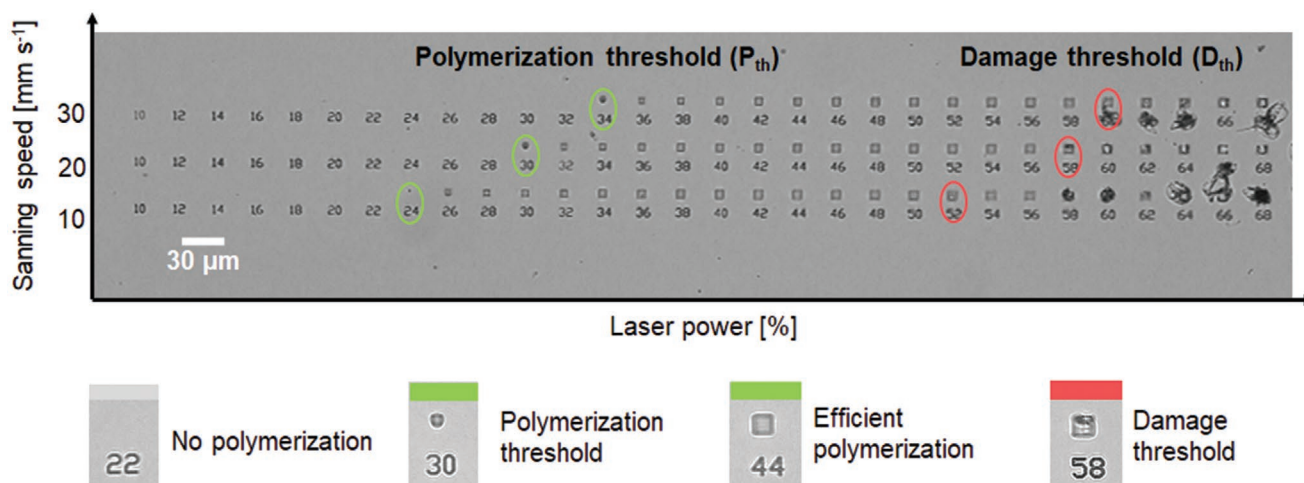 Sanning speed [mm s⁻¹]
Polymerization threshold (Pth)
Damage threshold (Dth)
30
10 12 14 16 18 20 22 24 26 28 30 32 34 36 38 40 42 44 46 48 50 52 54 56 58 66
20
10 12 14 16 18 20 22 24 26 28 30 32 34 36 38 40 42 44 46 48 50 52 54 56 58 60 62 64 66 68
10
10 12 14 16 18 20 22 24 26 28 30 32 34 36 38 40 42 44 46 48 50 52 54 56 58 60 62 64 66 68
30 µm
Laser power [%]
22
No polymerization
30
Polymerization
threshold
44
Efficient
polymerization
58
Damage
threshold